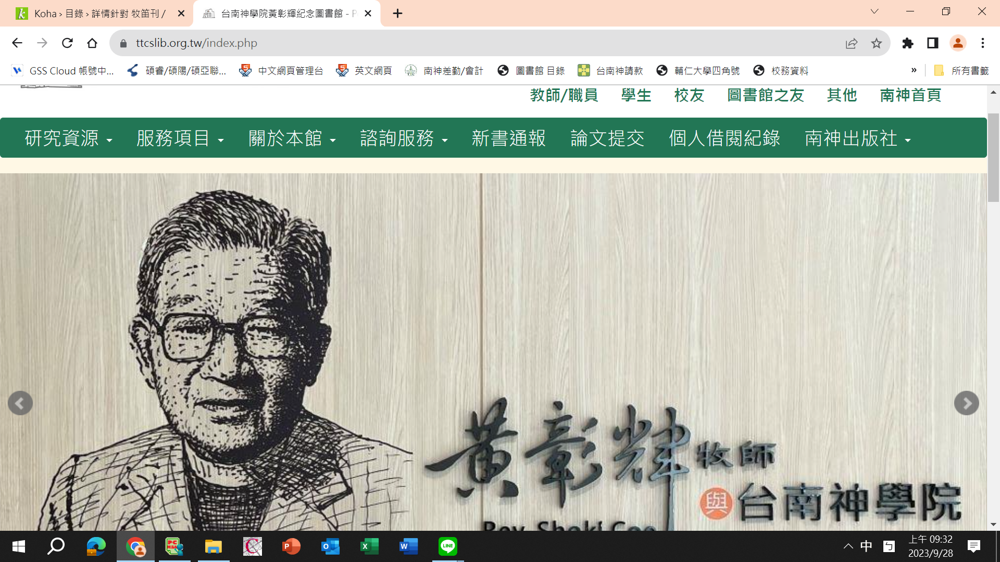 Koha › 目錄 › 詳情針對 牧笛刊 /
台南神學院黃彰輝紀念圖書館 - P
ttcslib.org.tw/index.php
GSS Cloud 帳號中... 碩睿/碩陽/碩亞聯... 中文網頁管理台 英文網頁 南神差勤/會計 圖書館 目錄 台南神請款 輔仁大學四角號 校務資料 » 所有書籤
教師/職員 學生 校友 圖書館之友 其他 南神首頁
研究資源 服務項目 關於本館 諮詢服務 新書通報 論文提交 個人借閱紀錄 南神出版社
黃彰輝牧師
與台南神學院
Rev. Shoki Coe
中
上午 09:32
2023/9/28